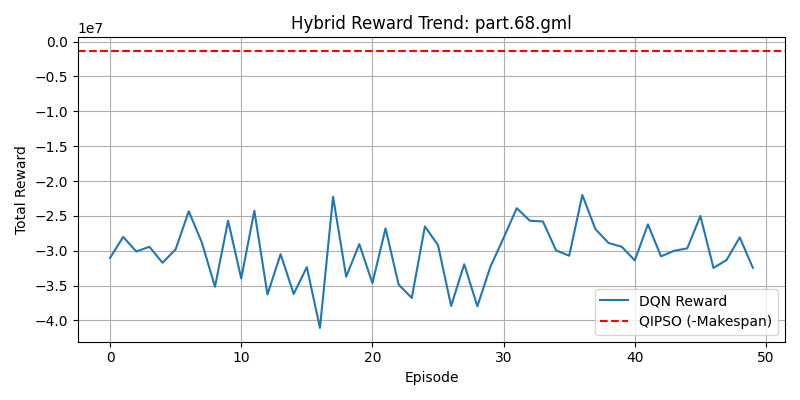 Hybrid Reward Trend: part.68.gml
1e7
0.0
−0.5
−1.0
−1.5
−2.0
−2.5
−3.0
−3.5
−4.0
Total Reward
0 10 20 30 40 50
Episode
DQN Reward
QIPSO (-Makespan)